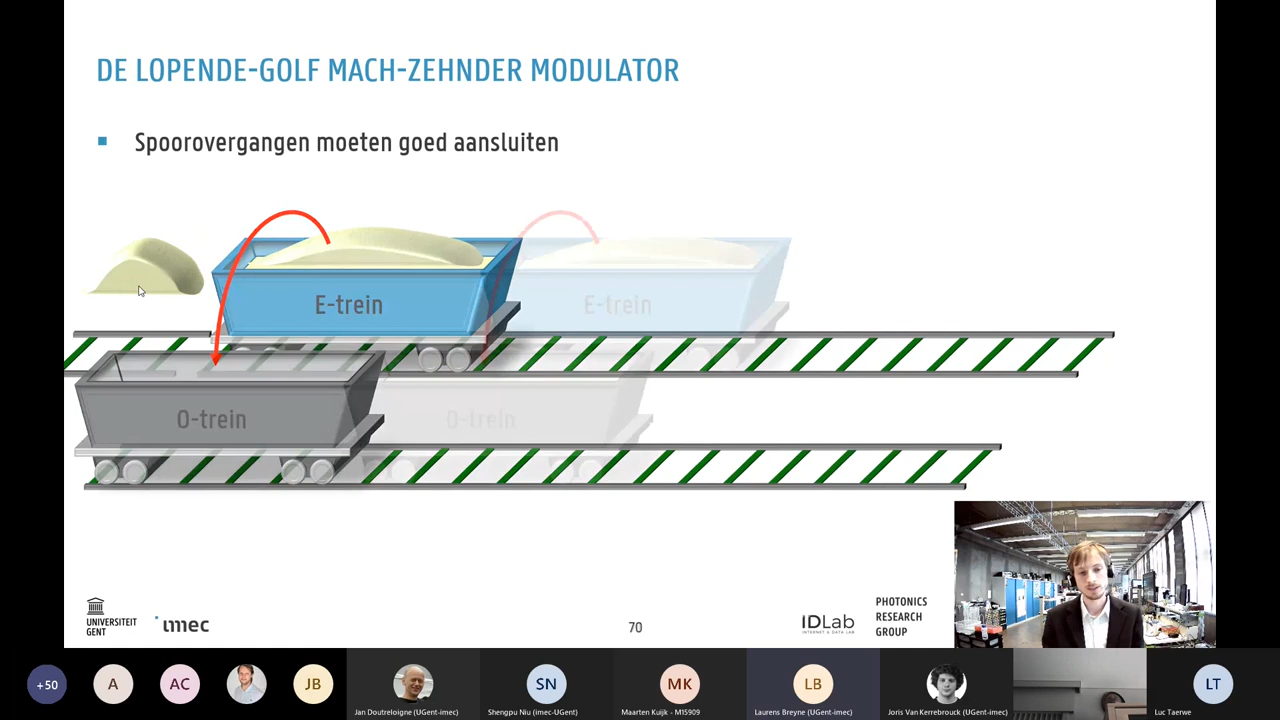 DE LOPENDE-GOLF MACH-ZEHNDER MODULATOR
Spoorovergangen moeten goed aansluiten
E-trein
E-trein
O-trein
O-trein
UNIVERSITEIT
GENT
imec
70
IDLab
INTERNET & DATA LAB
PHOTONICS
RESEARCH
GROUP
+50
A
AC
JB
Jan Doutreloigne (UGent-imec)
SN
Shengpu Niu (imec-UGent)
MK
Maarten Kuijk - M1S909
LB
Laurens Breyne (UGent-imec)
Joris Van Kerrebrouck (UGent-imec)
LT
Luc Taerwe